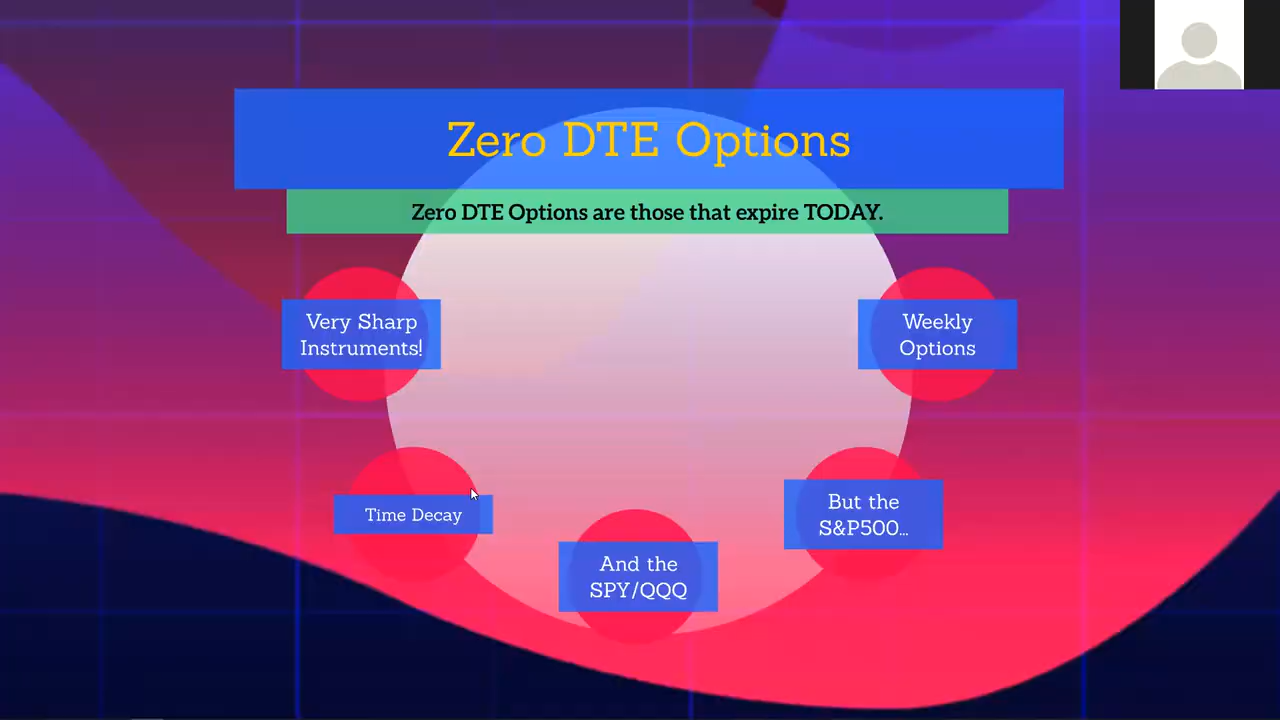 Zero DTE Options
Zero DTE Options are those that expire TODAY.
Very Sharp
Instruments!
Weekly
Options
Time Decay
But the
S&P500...
And the
SPY/QQQ